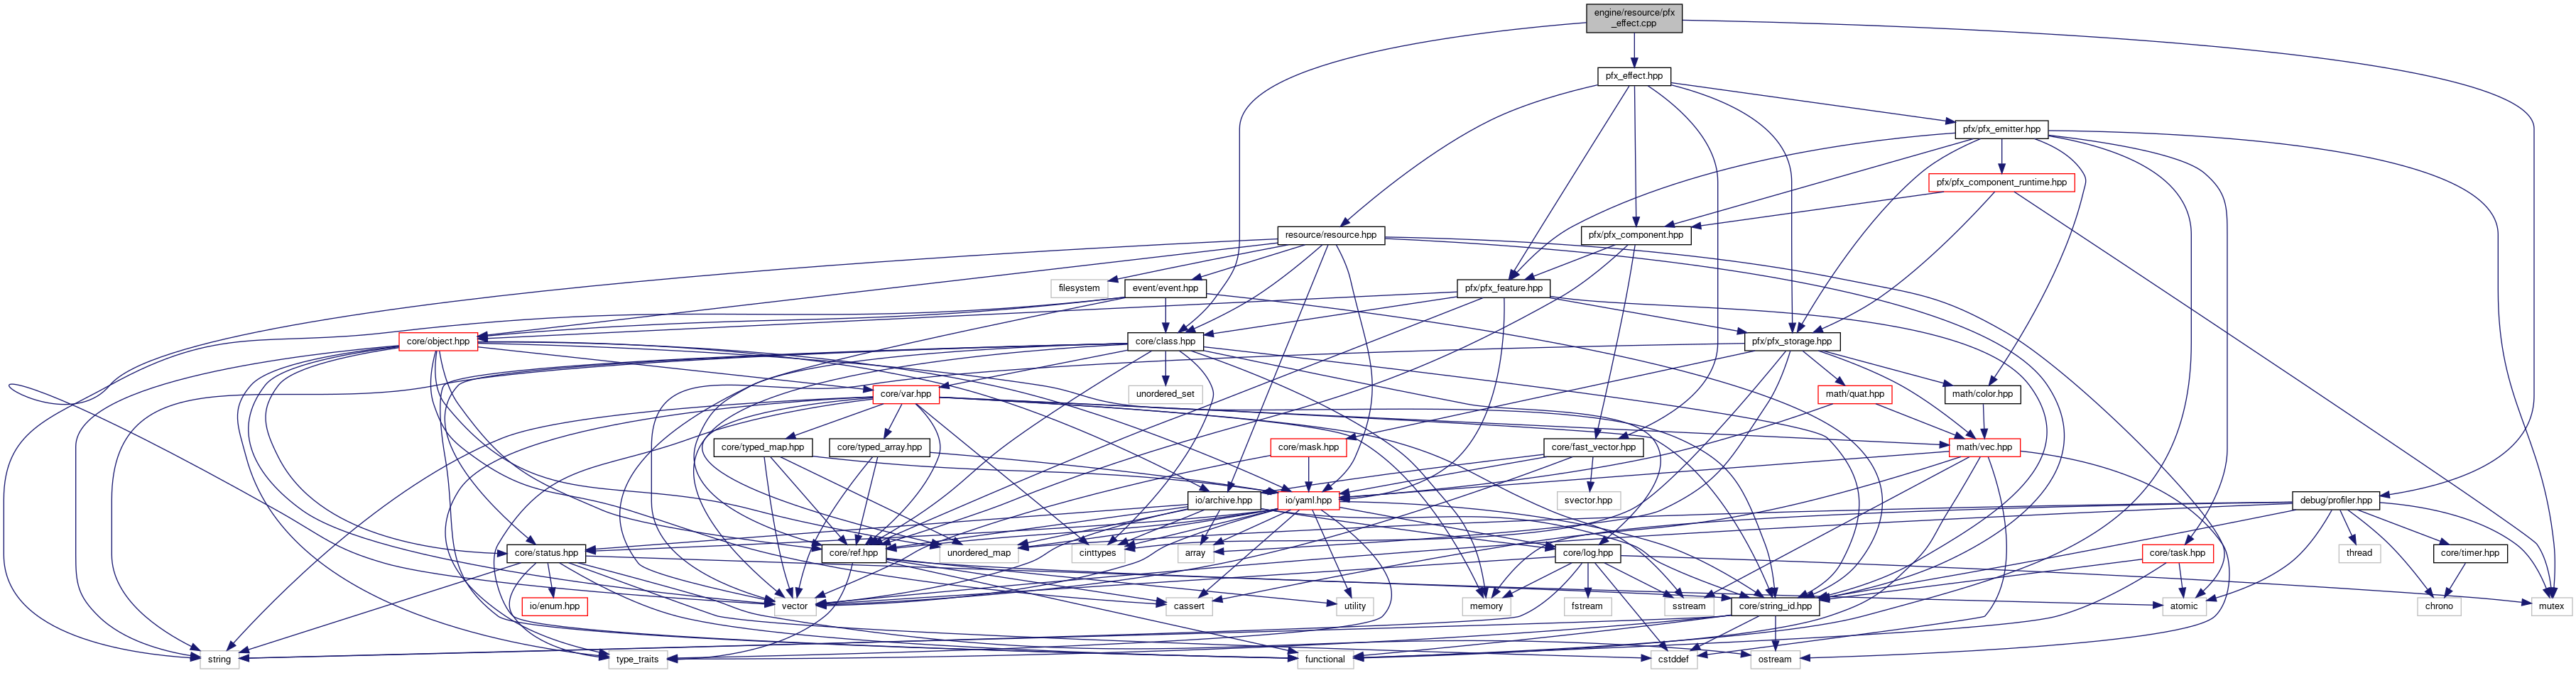 engine/resource/pfx
_effect.cpp
pfx_effect.hpp
pfx/pfx_emitter.hpp
pfx/pfx_component_runtime.hpp
resource/resource.hpp
pfx/pfx_component.hpp
filesystem
event/event.hpp
pfx/pfx_feature.hpp
core/object.hpp
core/class.hpp
pfx/pfx_storage.hpp
core/var.hpp
unordered_set
math/quat.hpp
math/color.hpp
core/typed_map.hpp
core/typed_array.hpp
core/mask.hpp
core/fast_vector.hpp
math/vec.hpp
io/archive.hpp
io/yaml.hpp
svector.hpp
debug/profiler.hpp
core/status.hpp
core/ref.hpp
unordered_map
cinttypes
array
core/log.hpp
core/task.hpp
thread
core/timer.hpp
io/enum.hpp
vector
cassert
utility
memory
fstream
sstream
core/string_id.hpp
atomic
chrono
mutex
string
type_traits
functional
cstddef
ostream